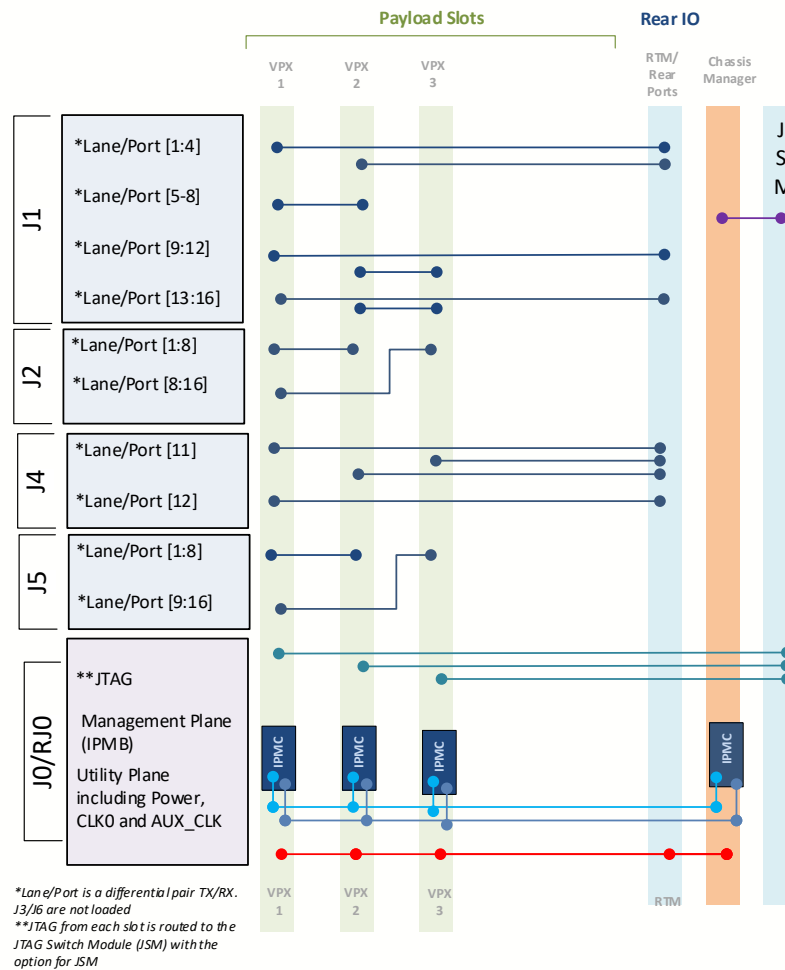 Payload Slots
Rear IO
VPX
1
VPX
2
VPX
3
RTM/
Rear
Ports
Chassis
Manager
J1
*Lane/Port [1:4]
*Lane/Port [5-8]
*Lane/Port [9:12]
*Lane/Port [13:16]
J
S
M
J2
*Lane/Port [1:8]
*Lane/Port [8:16]
J4
*Lane/Port [11]
*Lane/Port [12]
J5
*Lane/Port [1:8]
*Lane/Port [9:16]
J0/RJ0
**JTAG
Management Plane
(IPMB)
Utility Plane
including Power,
CLK0 and AUX_CLK
IPMC
IPMC
IPMC
IPMC
VPX
1
VPX
2
VPX
3
RTM
*Lane/Port is a differential pair TX/RX.
J3/J6 are not loaded
**JTAG from each slot is routed to the
JTAG Switch Module (JSM) with the
option for JSM